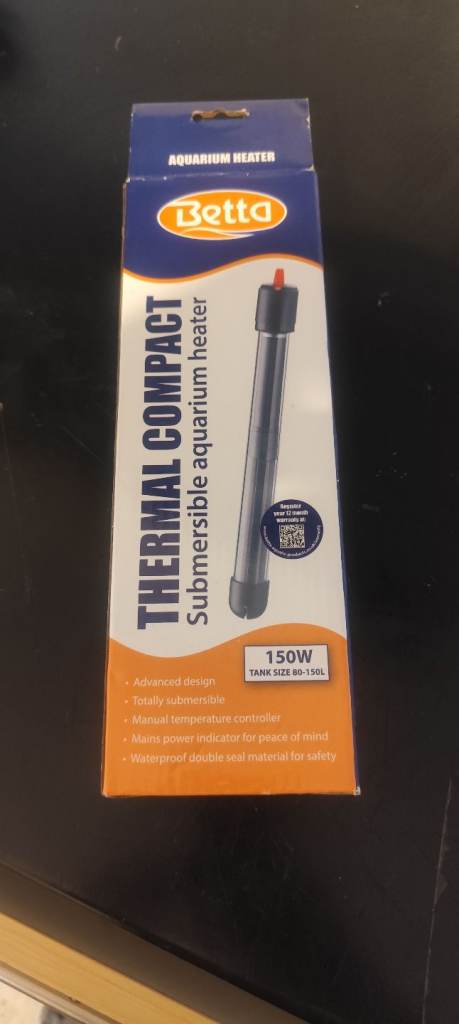 AQUARIUM HEATER
Betta
THERMAL COMPACT
Submersible aquarium heater
Register
your 12 month
warranty at:
150W
TANK SIZE 80-150L
• Advanced design
• Totally submersible
• Manual temperature controller
• Mains power indicator for peace of mind
• Waterproof double seal material for safety